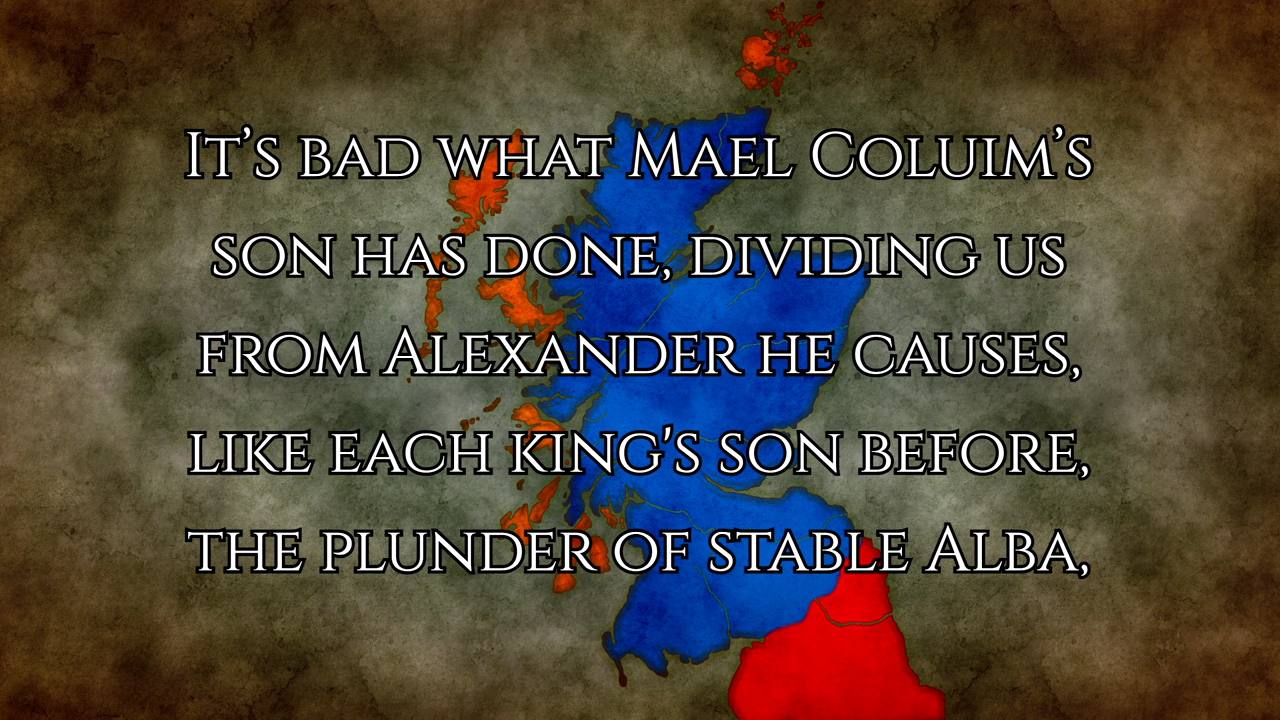 It’s bad what Mael Coluim’s
son has done, dividing us
from Alexander he causes,
like each king's son before,
the plunder of stable Alba,